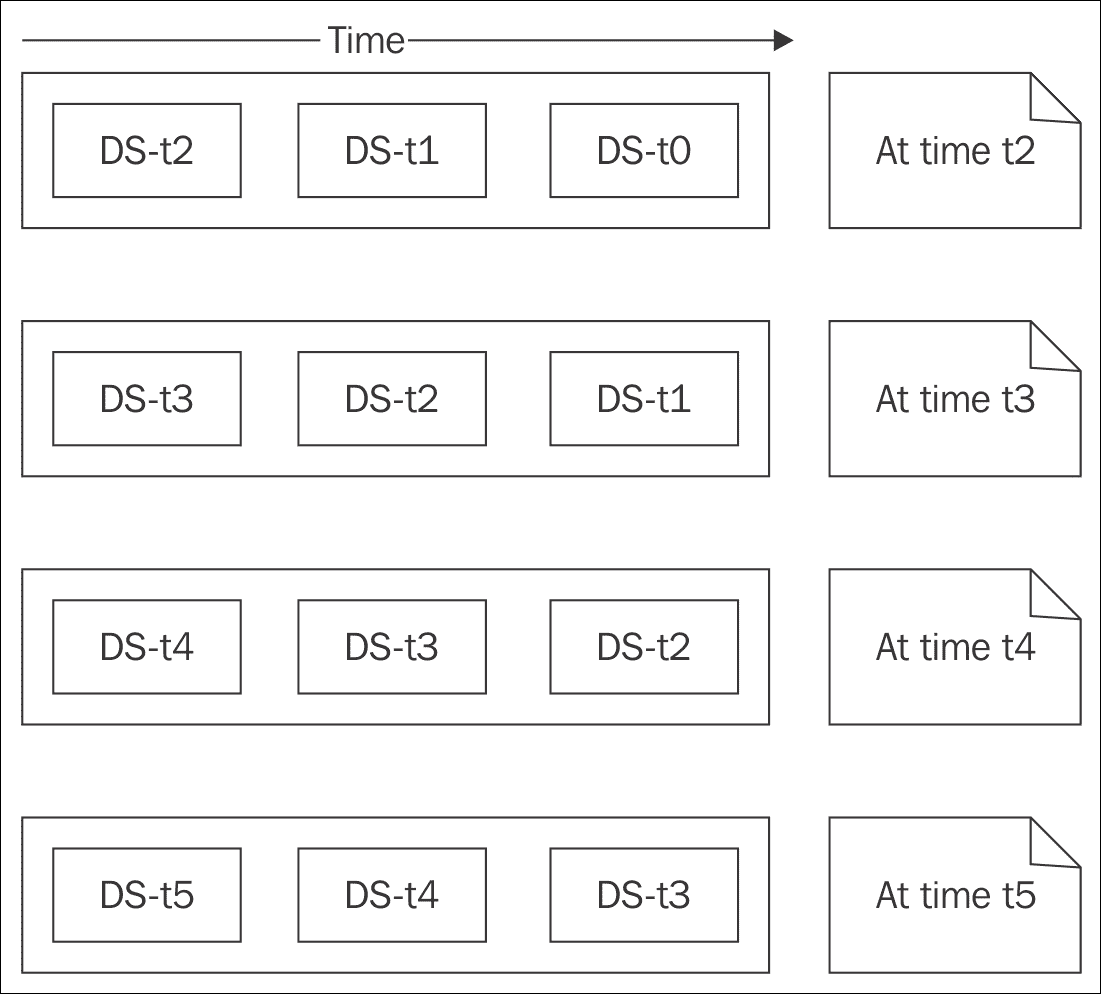 Time
DS-t2 DS-t1 DS-t0 At time t2
DS-t3 DS-t2 DS-t1 At time t3
DS-t4 DS-t3 DS-t2 At time t4
DS-t5 DS-t4 DS-t3 At time t5